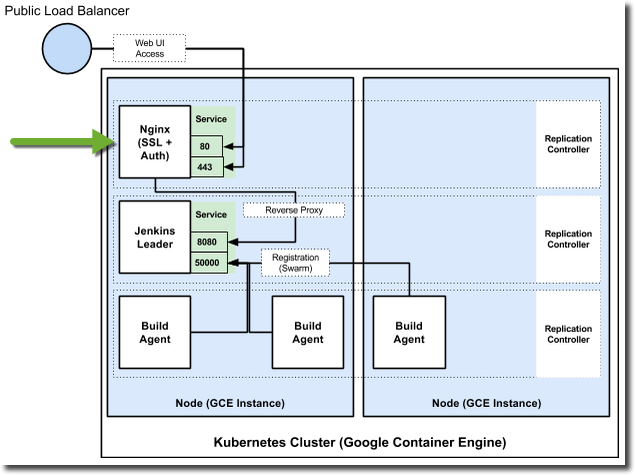 Public Load Balancer
Web UI
Access
Nginx
(SSL +
Auth)
Service
80
443
Replication
Controller
Reverse Proxy
Jenkins
Leader
Service
8080
50000
Registration
(Swarm)
Replication
Controller
Build
Agent
Build
Agent
Build
Agent
Replication
Controller
Node (GCE Instance)
Node (GCE Instance)
Kubernetes Cluster (Google Container Engine)